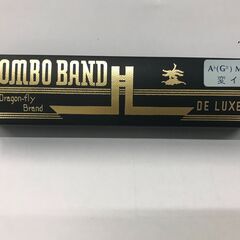 OMBO BAND
Dragon-fly
Brand
DE LUXE
A♭(G♯) M
変イ